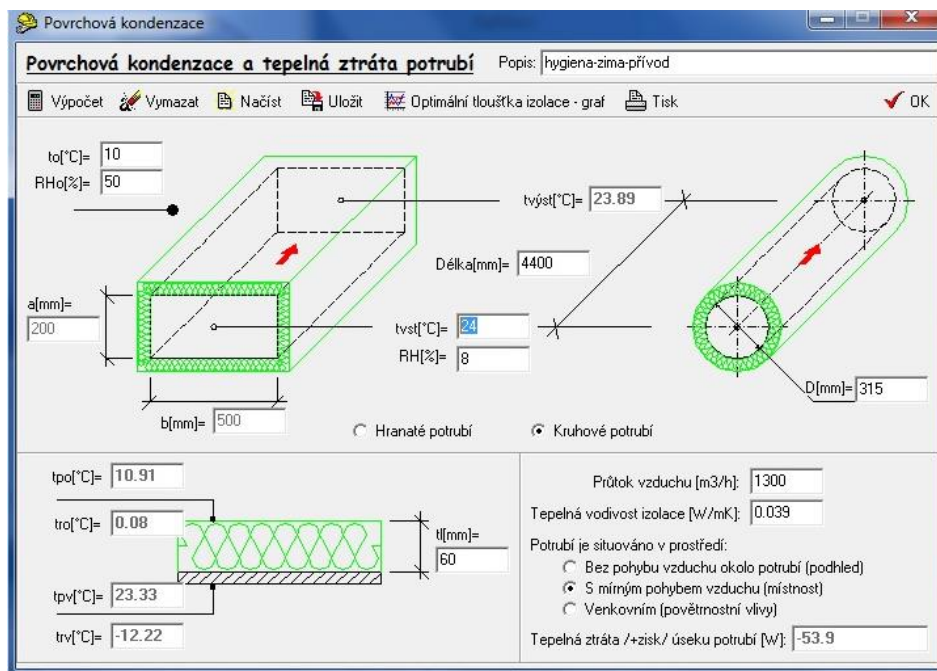 Povrchová kondenzace
Povrchová kondenzace a tepelná ztráta potrubí Popis: hygiena-zima-přívod
Výpočet Vymazat Načíst Uložit Optimální tloušťka izolace - graf Tisk OK
to[°C]= 10
RHo[%]= 50
tvýst[°C]= 23.89
Délka[mm]= 4400
a[mm]=
200
tvst[°C]= 24
RH[%]= 8
D[mm]= 315
b[mm]= 500
Hranaté potrubí Kruhové potrubí
tpo[°C]= 10.91
tro[°C]= 0.08
tl[mm]=
60
tpv[°C]= 23.33
trv[°C]= -12.22
Průtok vzduchu [m3/h]: 1300
Tepelná vodivost izolace [W/mK]: 0.039
Potrubí je situováno v prostředí:
Bez pohybu vzduchu okolo potrubí (podhled)
S mírným pohybem vzduchu (místnost)
Venkovním (povětrnostní vlivy)
Tepelná ztráta /+zisk/ úseku potrubí [W]: -53.9